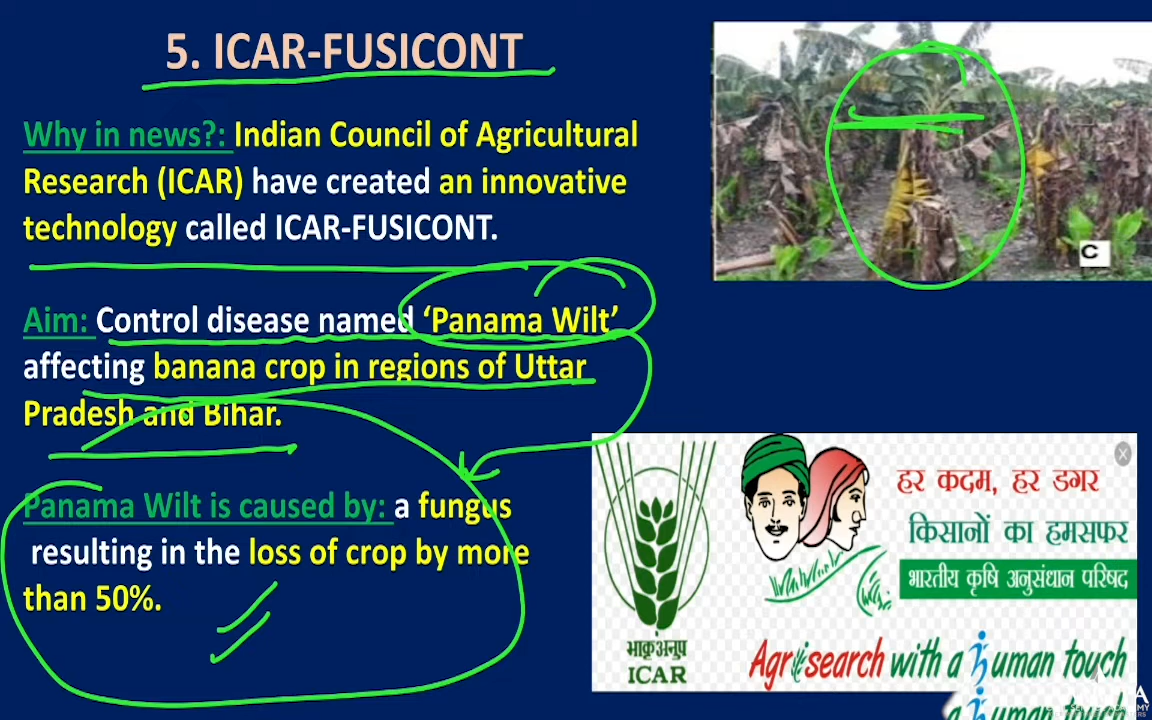 5. ICAR-FUSICONT
Why in news?: Indian Council of Agricultural
Research (ICAR) have created an innovative
technology called ICAR-FUSICONT.
Aim: Control disease named ‘Panama Wilt’
affecting banana crop in regions of Uttar
Pradesh and Bihar.
Panama Wilt is caused by: a fungus
resulting in the loss of crop by more
than 50%.
C
हर कदम, हर डगर
किसानों का हमसफर
भारतीय कृषि अनुसंधान परिषद
भाकृअनुप
ICAR
Agrisearch with a human touch